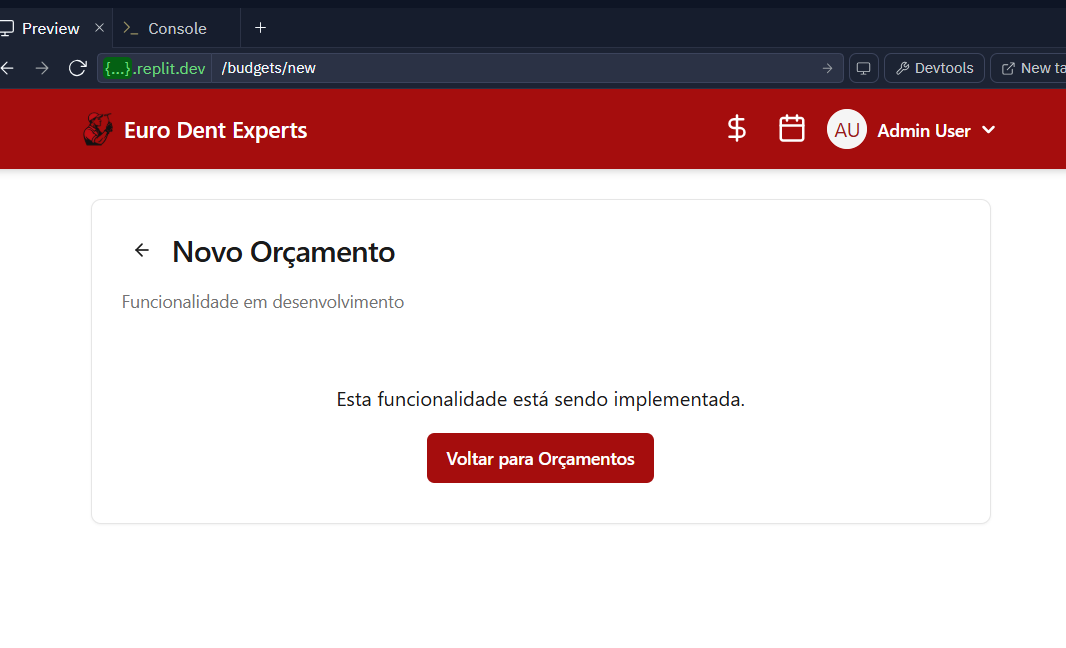 Preview
Console
{...}.replit.dev /budgets/new
Devtools
New ta
Euro Dent Experts
AU Admin User
Novo Orçamento
Funcionalidade em desenvolvimento
Esta funcionalidade está sendo implementada.
Voltar para Orçamentos